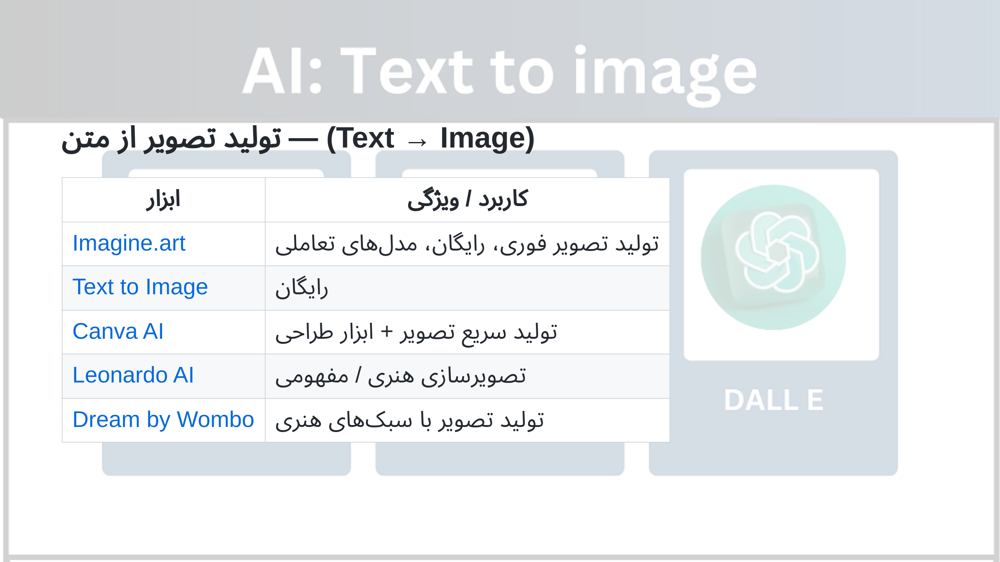 AI: Text to image
تولید تصویر از متن — (Text → Image)
ابزار
کاربرد / ویژگی
Imagine.art
تولید تصویر فوری، رایگان، مدل‌های تعاملی
Text to Image
رایگان
Canva AI
تولید سریع تصویر + ابزار طراحی
Leonardo AI
تصویرسازی هنری / مفهومی
Dream by Wombo
تولید تصویر با سبک‌های هنری
DALL E